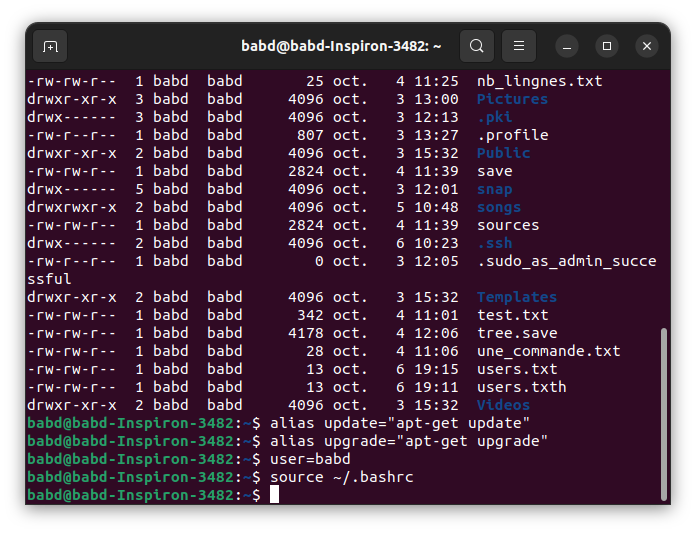 babd@babd-Inspiron-3482: ~
-rw-rw-r--  1 babd  babd       25 oct.   4 11:25  nb_lingnes.txt
drwxr-xr-x  3 babd  babd     4096 oct.   3 13:00  Pictures
drwx------  3 babd  babd     4096 oct.   3 12:13  .pki
-rw-r--r--  1 babd  babd      807 oct.   3 13:27  .profile
drwxr-xr-x  2 babd  babd     4096 oct.   3 15:32  Public
-rw-rw-r--  1 babd  babd     2824 oct.   4 11:39  save
drwx------  5 babd  babd     4096 oct.   3 12:01  snap
drwxrwxr-x  2 babd  babd     4096 oct.   5 10:48  songs
-rw-rw-r--  1 babd  babd     2824 oct.   4 11:39  sources
drwx------  2 babd  babd     4096 oct.   6 10:23  .ssh
-rw-r--r--  1 babd  babd        0 oct.   3 12:05  .sudo_as_admin_succe
ssful
drwxr-xr-x  2 babd  babd     4096 oct.   3 15:32  Templates
-rw-rw-r--  1 babd  babd      342 oct.   4 11:01  test.txt
-rw-rw-r--  1 babd  babd     4178 oct.   4 12:06  tree.save
-rw-rw-r--  1 babd  babd       28 oct.   4 11:06  une_commande.txt
-rw-rw-r--  1 babd  babd       13 oct.   6 19:15  users.txt
-rw-rw-r--  1 babd  babd       13 oct.   6 19:11  users.txth
drwxr-xr-x  2 babd  babd     4096 oct.   3 15:32  Videos
babd@babd-Inspiron-3482:~$ alias update="apt-get update"
babd@babd-Inspiron-3482:~$ alias upgrade="apt-get upgrade"
babd@babd-Inspiron-3482:~$ user=babd
babd@babd-Inspiron-3482:~$ source ~/.bashrc
babd@babd-Inspiron-3482:~$